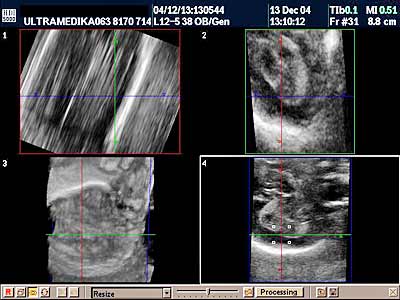 04/12/13:130544 13 Dec 04 TIb0.1 MI 0.51
ULTRAMEDIKA063 8170 714 L12-5 38 OB/Gen 13:10:12 Fr #31 8.8 cm
1
2
3
4
R Resize Processing